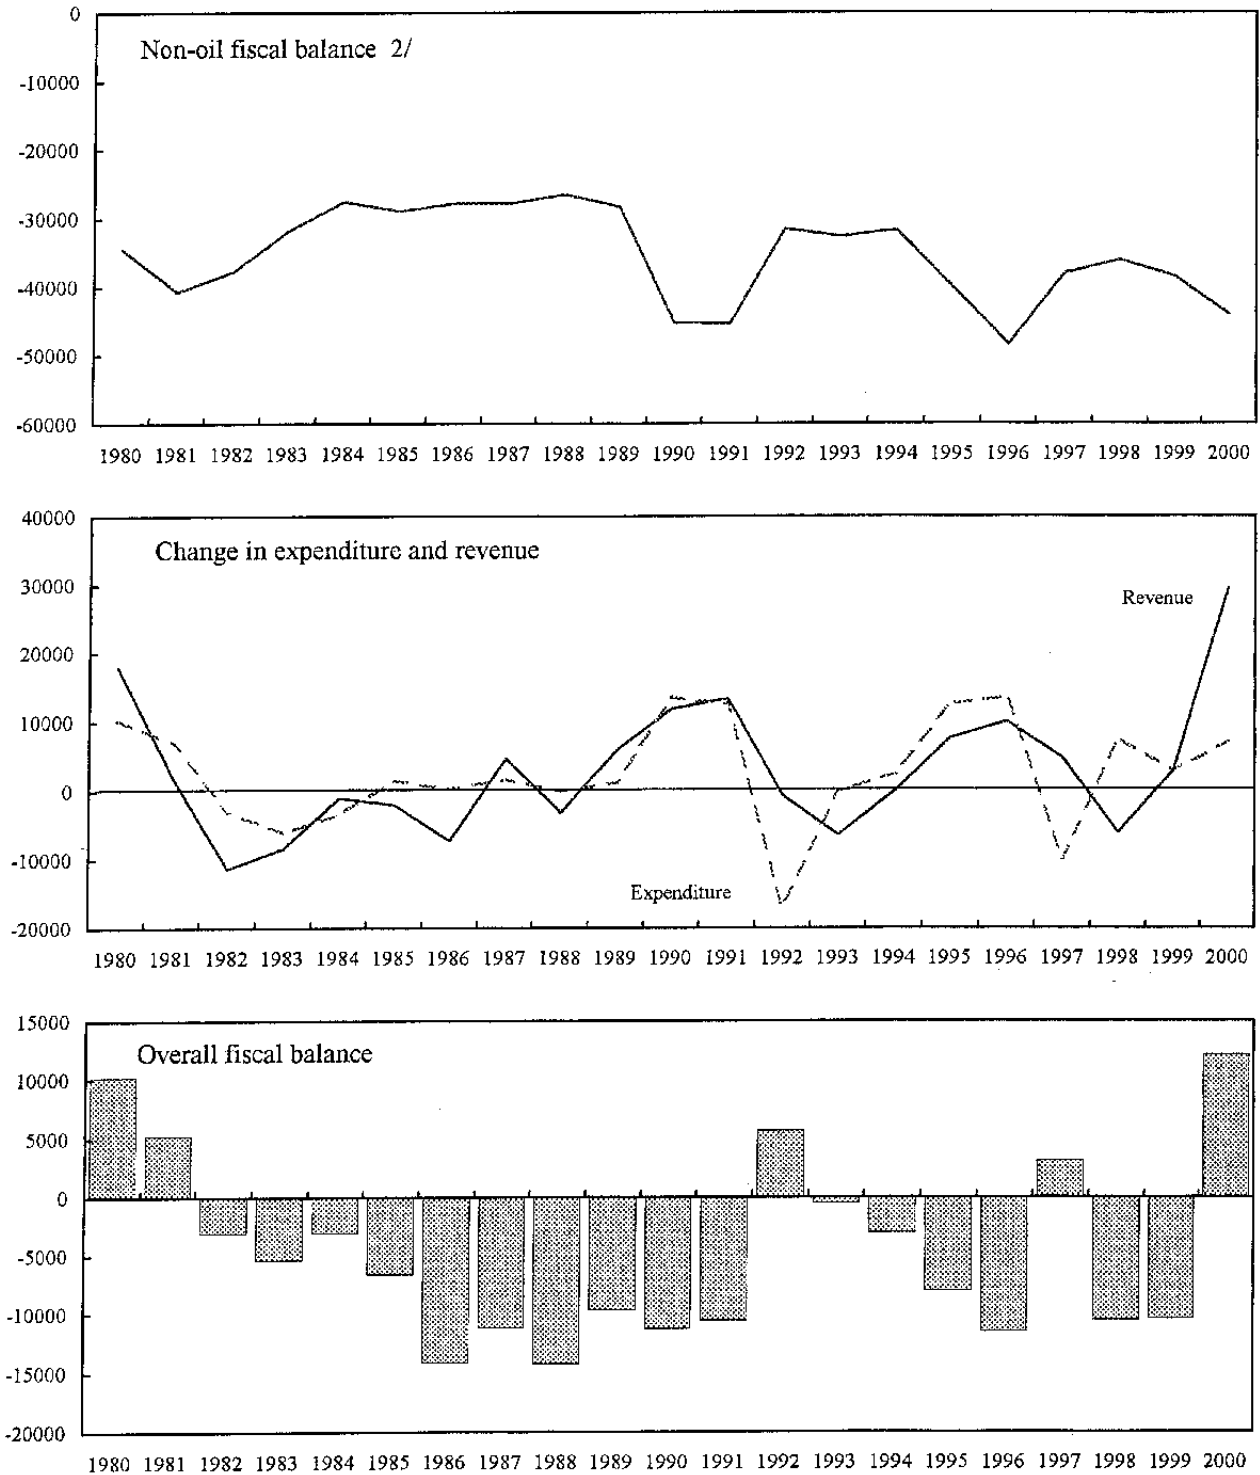 Non-oil fiscal balance 2/
0
-10000
-20000
-30000
-40000
-50000
-60000
1980 1981 1982 1983 1984 1985 1986 1987 1988 1989 1990 1991 1992 1993 1994 1995 1996 1997 1998 1999 2000
Change in expenditure and revenue
40000
30000
20000
10000
0
-10000
-20000
Revenue
Expenditure
1980 1981 1982 1983 1984 1985 1986 1987 1988 1989 1990 1991 1992 1993 1994 1995 1996 1997 1998 1999 2000
Overall fiscal balance
15000
10000
5000
0
-5000
-10000
-15000
-20000
1980 1981 1982 1983 1984 1985 1986 1987 1988 1989 1990 1991 1992 1993 1994 1995 1996 1997 1998 1999 2000